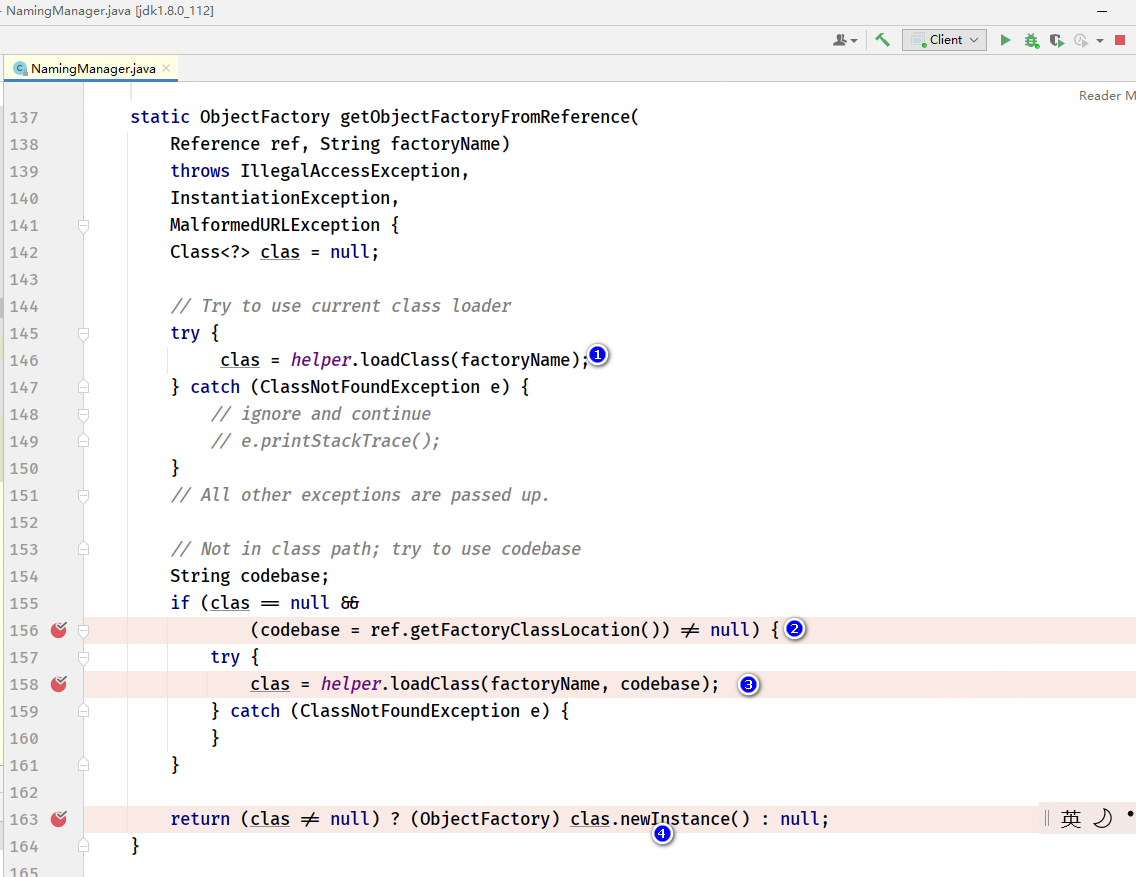 NamingManager.java [jdk1.8.0_112]
Client
NamingManager.java
Reader M
137 static ObjectFactory getObjectFactoryFromReference(
138 Reference ref, String factoryName)
139 throws IllegalAccessException,
140 InstantiationException,
141 MalformedURLException {
142 Class<?> clas = null;
143
144 // Try to use current class loader
145 try {
146 clas = helper.loadClass(factoryName); 1
147 } catch (ClassNotFoundException e) {
148 // ignore and continue
149 // e.printStackTrace();
150 }
151 // All other exceptions are passed up.
152
153 // Not in class path; try to use codebase
154 String codebase;
155 if (clas == null &&
156 (codebase = ref.getFactoryClassLocation()) != null) { 2
157 try {
158 clas = helper.loadClass(factoryName, codebase); 3
159 } catch (ClassNotFoundException e) {
160 }
161 }
162
163 return (clas != null) ? (ObjectFactory) clas.newInstance() : null;
4
英
164 }
165